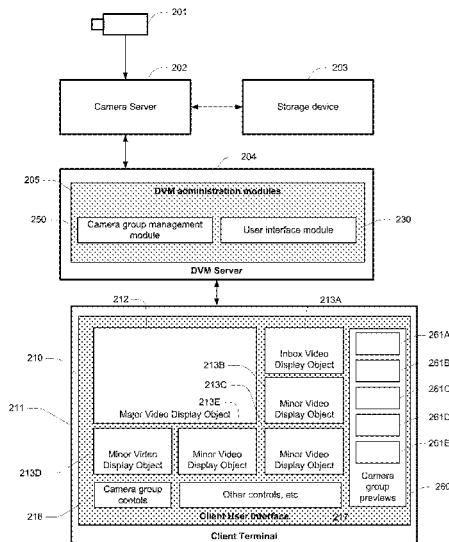 201
202
203
Camera Server
Storage device
204
205
DVM administration modules
250
Camera group management
module
User interface module
230
DVM Server
212
213A
210
Inbox Video
Display Object
261A
213B
261B
213C
261C
213E
Minor Video
Display Object
211
Major Video Display Object
261D
261E
213D
Minor Video
Display Object
Minor Video
Display Object
Minor Video
Display Object
Camera
group
previews
260
216
Camera group
contols
Other controls, etc
217
Client User Interface
Client Terminal